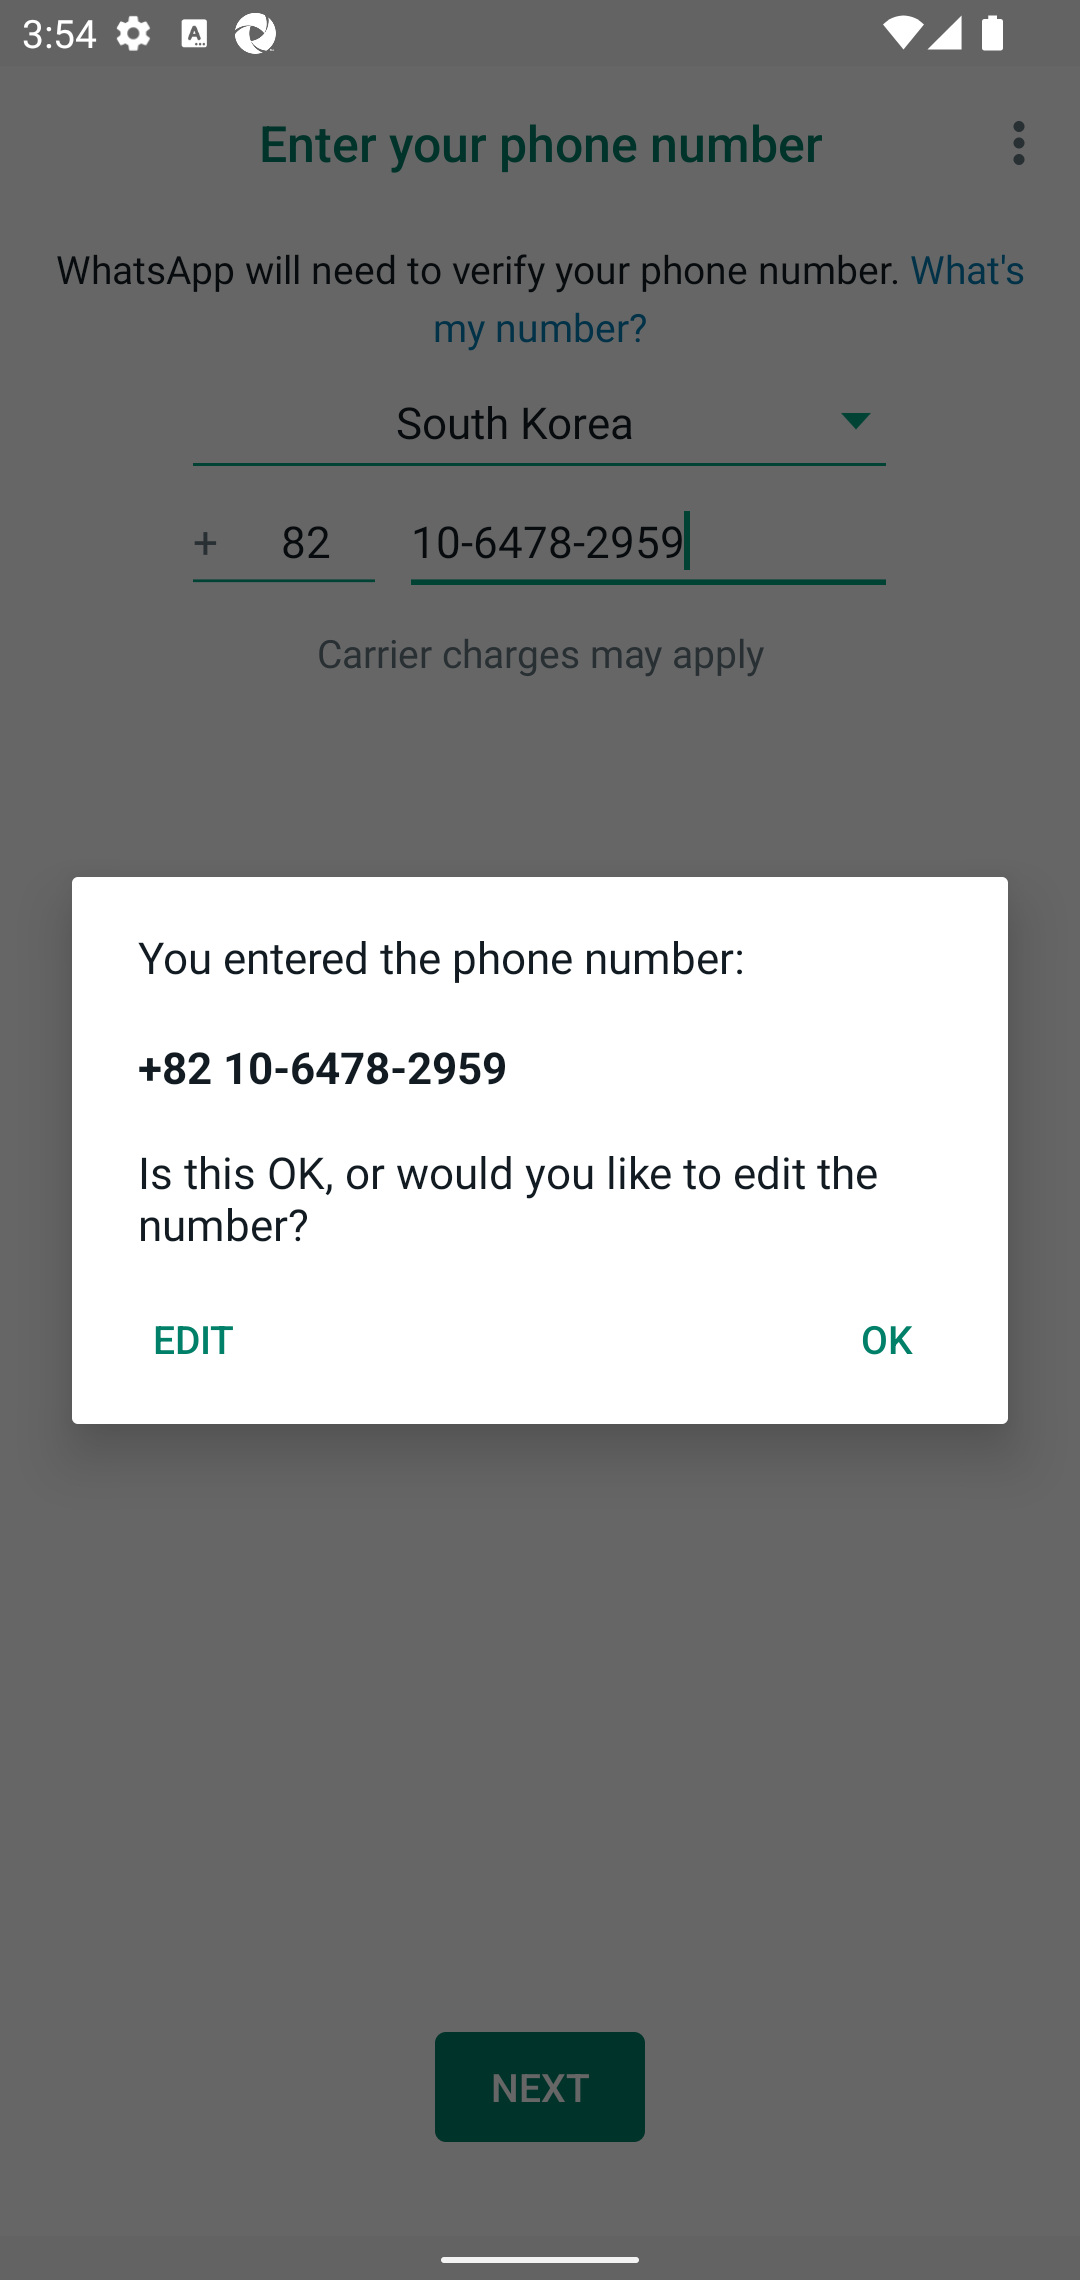 3:54
Enter your phone number
WhatsApp will need to verify your phone number. What's
my number?
South Korea
+ 82 10-6478-2959
Carrier charges may apply
You entered the phone number:
+82 10-6478-2959
Is this OK, or would you like to edit the
number?
EDIT OK
NEXT